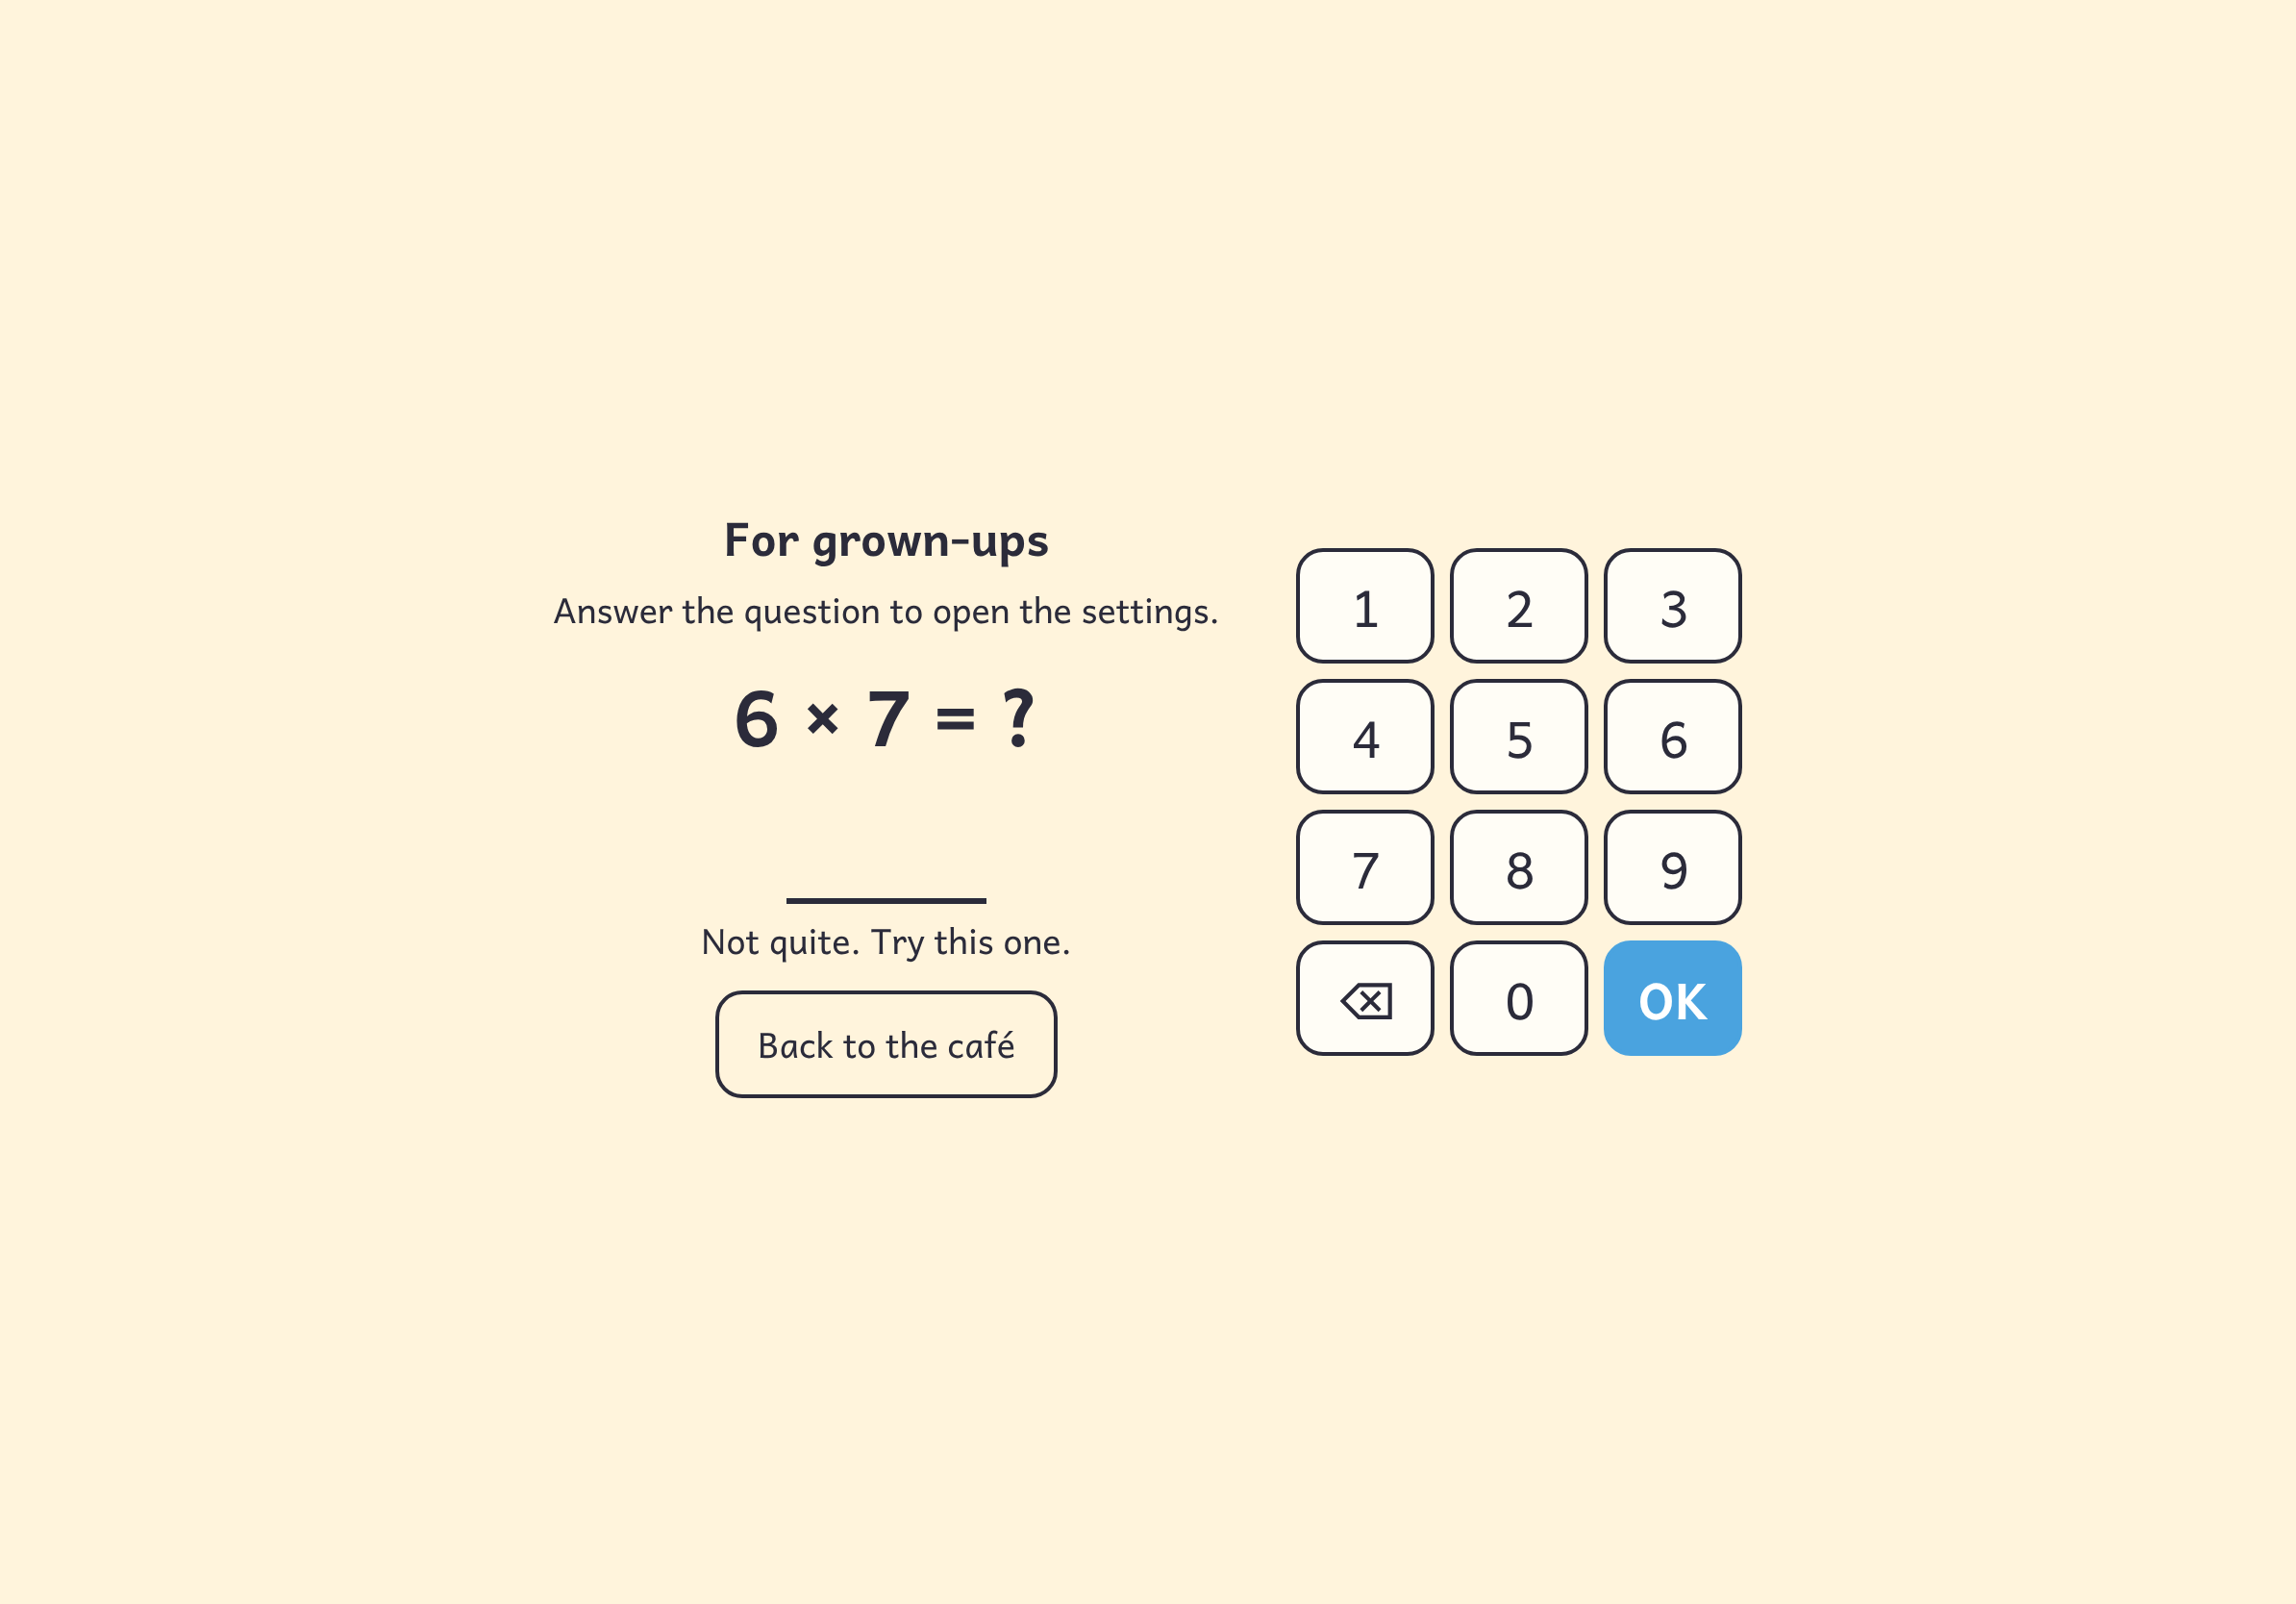 For grown-ups
Answer the question to open the settings.
6 × 7 = ?
Not quite. Try this one.
Back to the café
1 2 3
4 5 6
7 8 9
0 OK